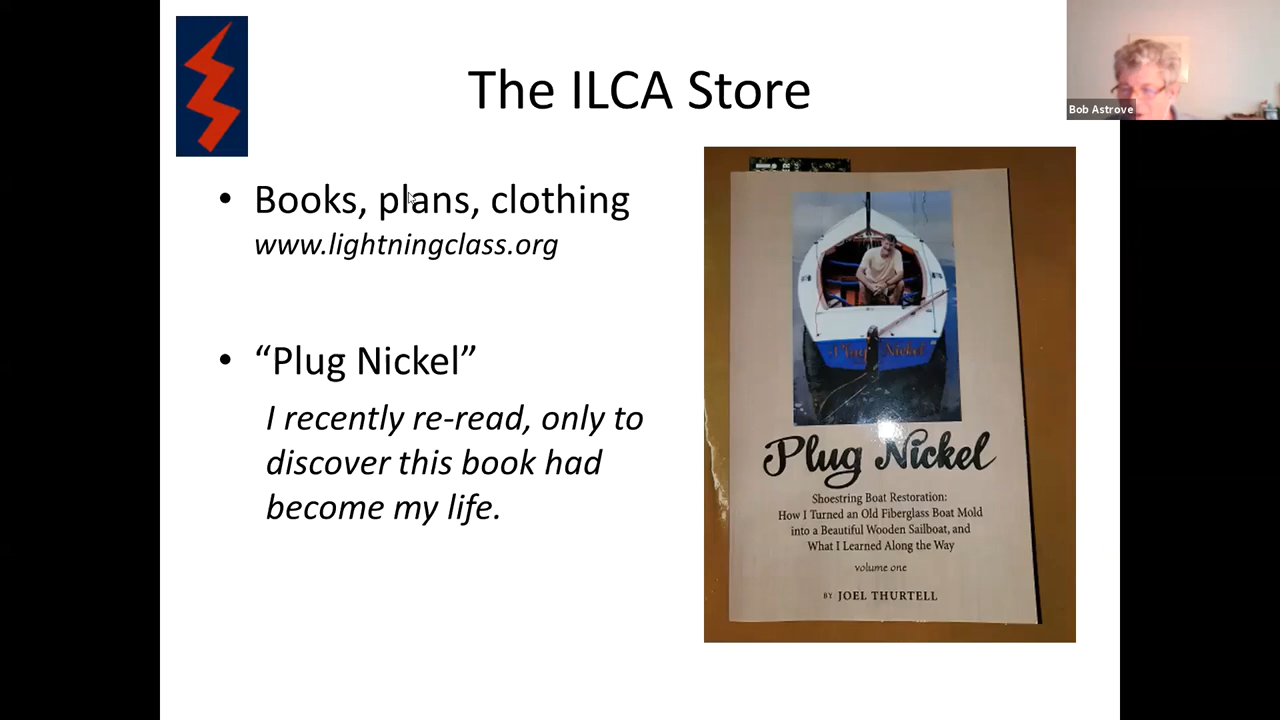 The ILCA Store
Bob Astrove
• Books, plans, clothing
www.lightningclass.org
• “Plug Nickel”
I recently re-read, only to
discover this book had
become my life.
Plug Nickel
Plug Nickel
Shoestring Boat Restoration:
How I Turned an Old Fiberglass Boat Mold
into a Beautiful Wooden Sailboat, and
What I Learned Along the Way
volume one
BY JOEL THURTELL